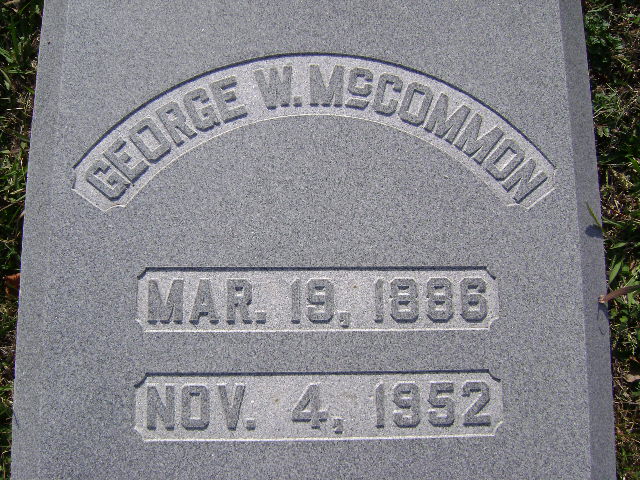 GEORGE W. McCOMMON
MAR. 19, 1886
NOV. 4, 1952